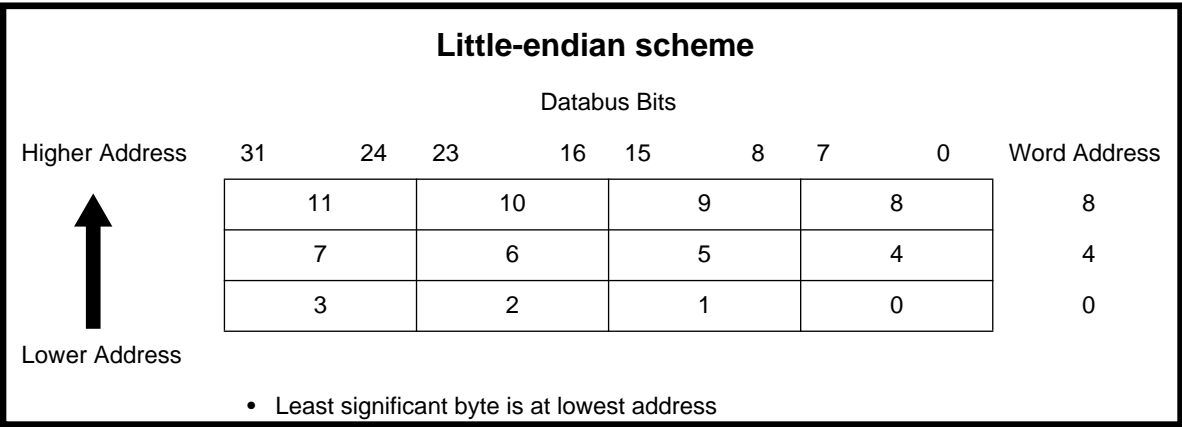 Little-endian scheme
Databus Bits
Higher Address 31 24 23 16 15 8 7 0 Word Address
11 10 9 8 8
7 6 5 4 4
3 2 1 0 0
Lower Address
• Least significant byte is at lowest address